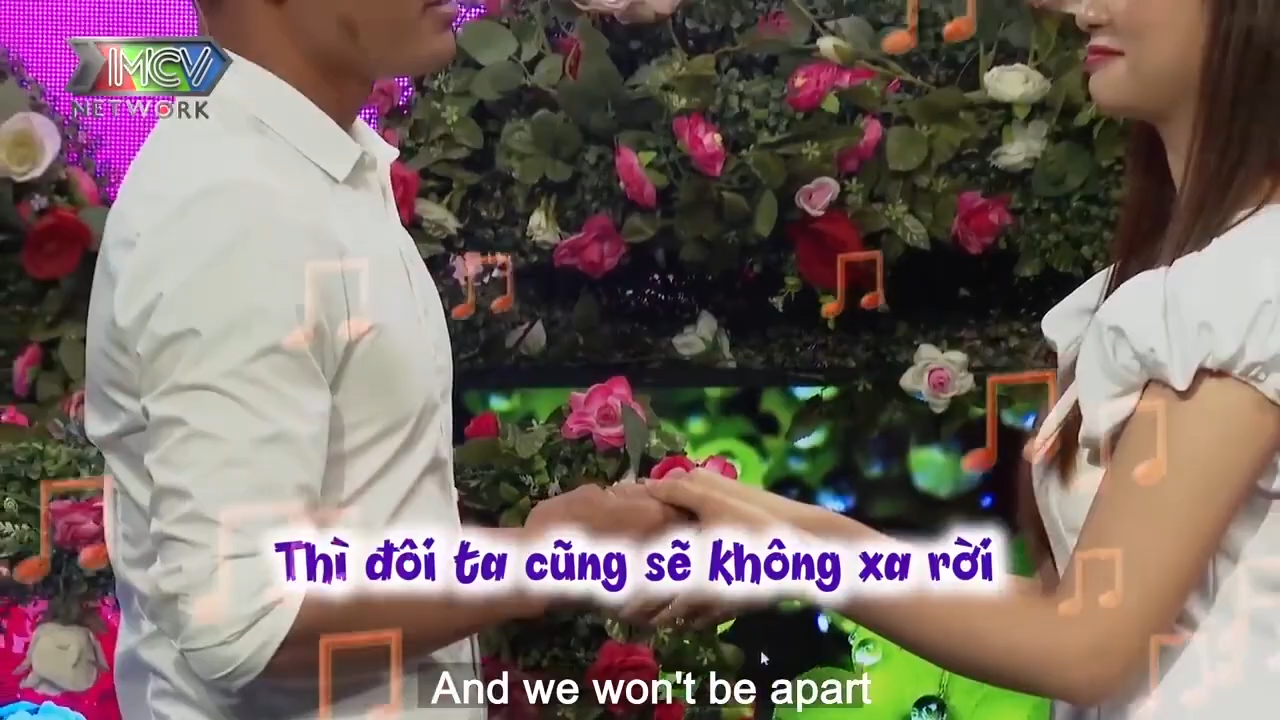 MCV
NETWORK
Thì đôi ta cũng sẽ không xa rời
And we won't be apart